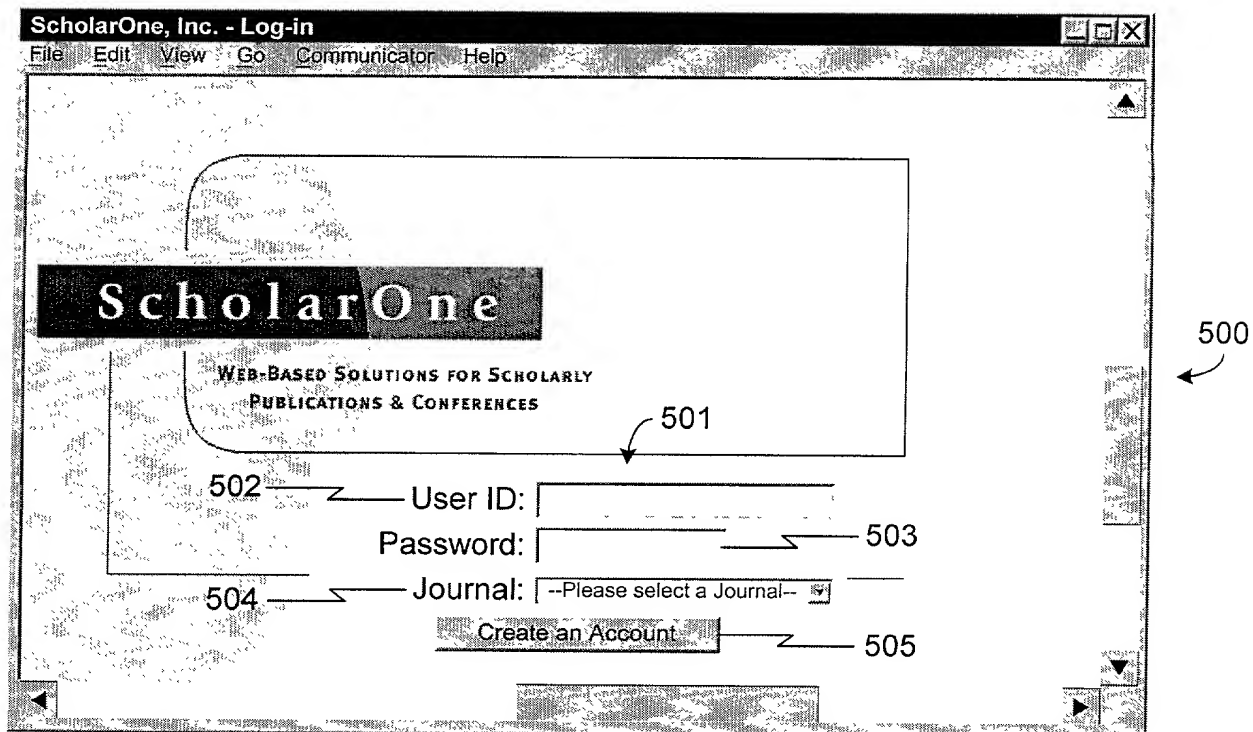 ScholarOne, Inc. - Log-in
File Edit View Go Communicator Help
ScholarOne
500
WEB-BASED SOLUTIONS FOR SCHOLARLY
PUBLICATIONS & CONFERENCES
501
502 User ID:
Password: 503
504 Journal: --Please select a Journal--
Create an Account 505